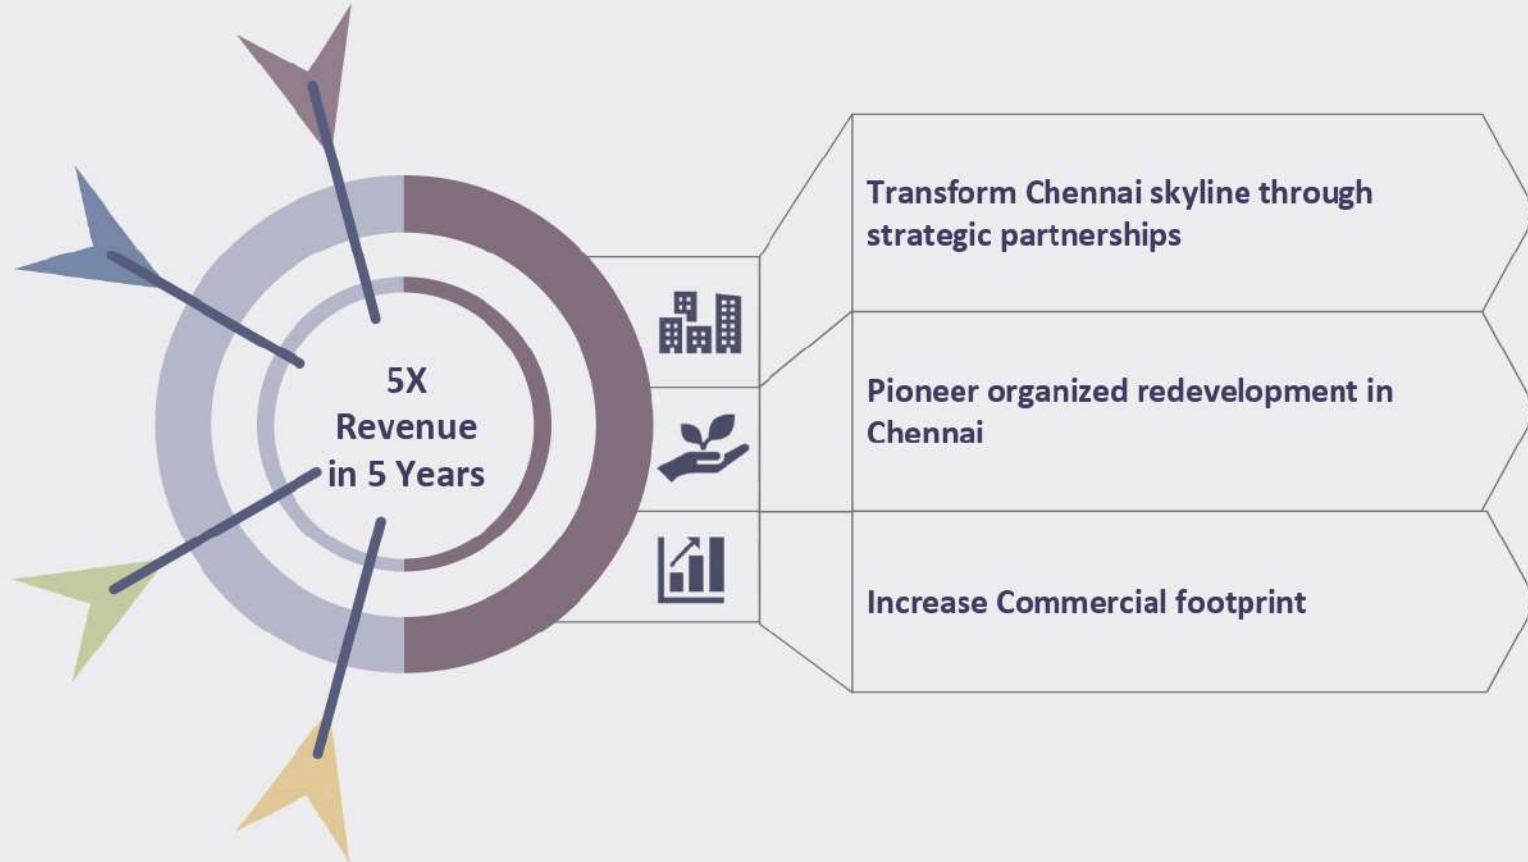 5X
Revenue
in 5 Years
Transform Chennai skyline through
strategic partnerships
Pioneer organized redevelopment in
Chennai
Increase Commercial footprint